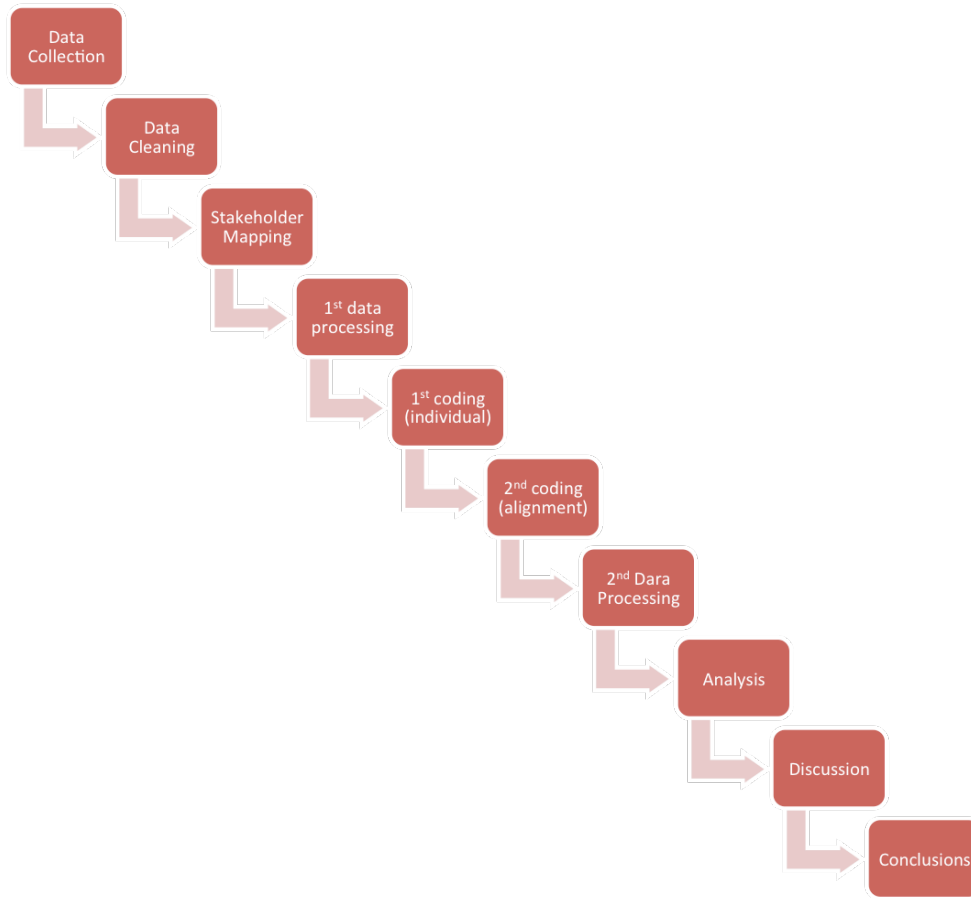 Data
Collection
Data
Cleaning
Stakeholder
Mapping
1st data
processing
1st coding
(individual)
2nd coding
(alignment)
2nd Dara
Processing
Analysis
Discussion
Conclusions